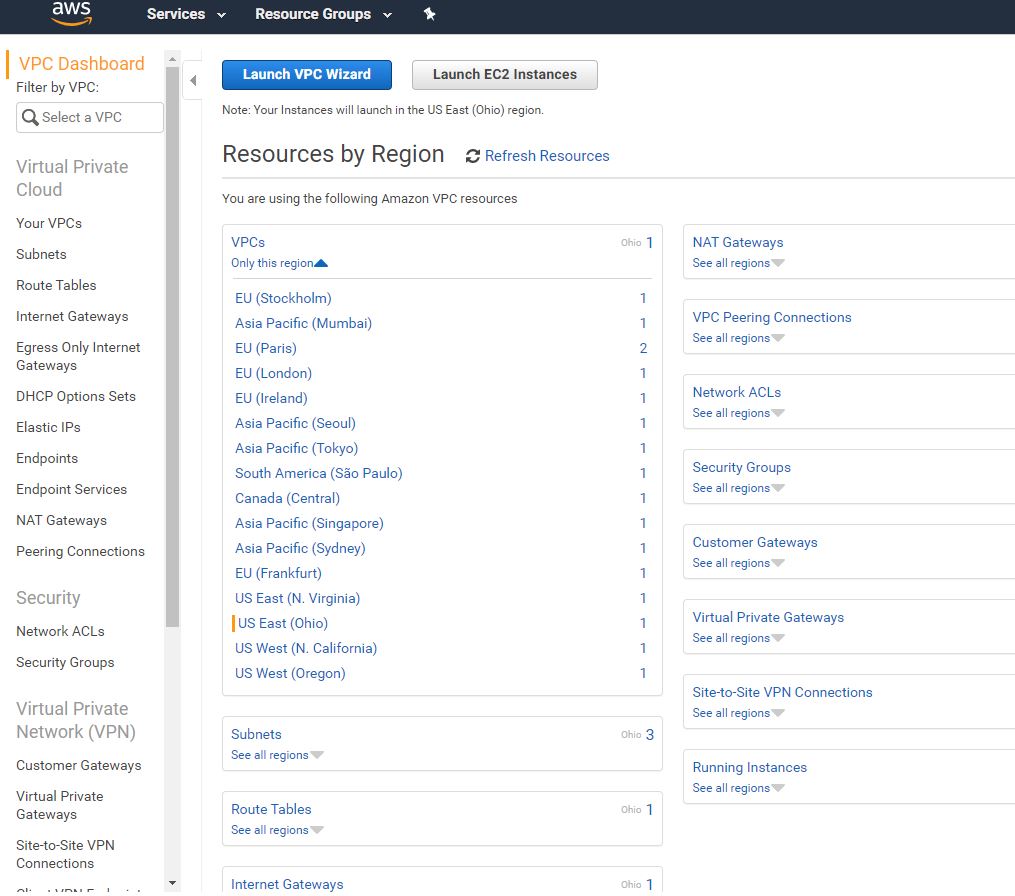 aws
Services
Resource Groups
VPC Dashboard
Filter by VPC:
Select a VPC
Virtual Private
Cloud
Your VPCs
Subnets
Route Tables
Internet Gateways
Egress Only Internet
Gateways
DHCP Options Sets
Elastic IPs
Endpoints
Endpoint Services
NAT Gateways
Peering Connections
Security
Network ACLs
Security Groups
Virtual Private
Network (VPN)
Customer Gateways
Virtual Private
Gateways
Site-to-Site VPN
Connections
Launch VPC Wizard
Launch EC2 Instances
Note: Your Instances will launch in the US East (Ohio) region.
Resources by Region
Refresh Resources
You are using the following Amazon VPC resources
VPCs Ohio 1
Only this region
EU (Stockholm) 1
Asia Pacific (Mumbai) 1
EU (Paris) 2
EU (London) 1
EU (Ireland) 1
Asia Pacific (Seoul) 1
Asia Pacific (Tokyo) 1
South America (São Paulo) 1
Canada (Central) 1
Asia Pacific (Singapore) 1
Asia Pacific (Sydney) 1
EU (Frankfurt) 1
US East (N. Virginia) 1
US East (Ohio) 1
US West (N. California) 1
US West (Oregon) 1
Subnets Ohio 3
See all regions
Route Tables Ohio 1
See all regions
Internet Gateways Ohio 1
NAT Gateways
See all regions
VPC Peering Connections
See all regions
Network ACLs
See all regions
Security Groups
See all regions
Customer Gateways
See all regions
Virtual Private Gateways
See all regions
Site-to-Site VPN Connections
See all regions
Running Instances
See all regions